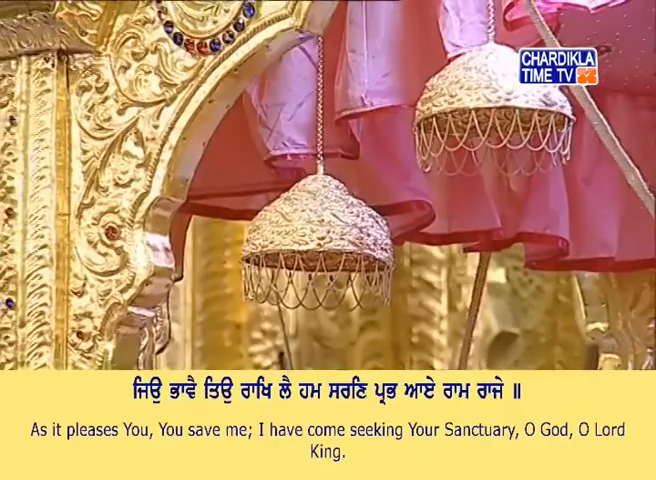 CHARDIKLA
TIME TV
ਜਿਉ ਭਾਵੈ ਤਿਉ ਰਾਖਿ ਲੈ ਹਮ ਸਰਣਿ ਪ੍ਰਭ ਆਏ ਰਾਮ ਰਾਜੇ ॥
As it pleases You, You save me; I have come seeking Your Sanctuary, O God, O Lord
King.